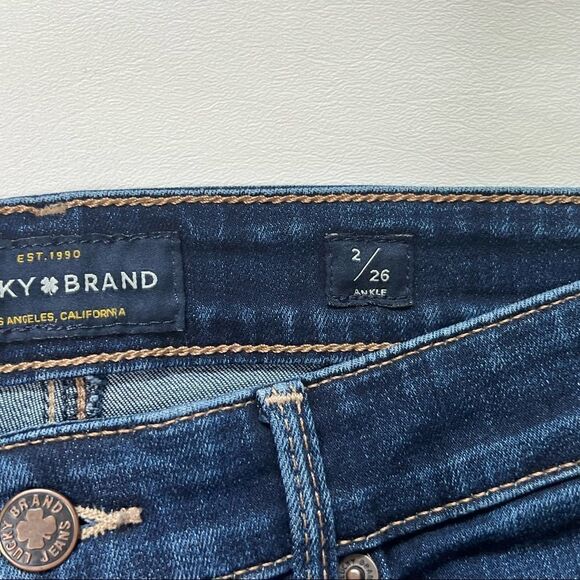 EST. 1990
KY BRAND
S ANGELES, CALIFORNIA
2/26
ANKLE
LUCKY BRAND JEANS